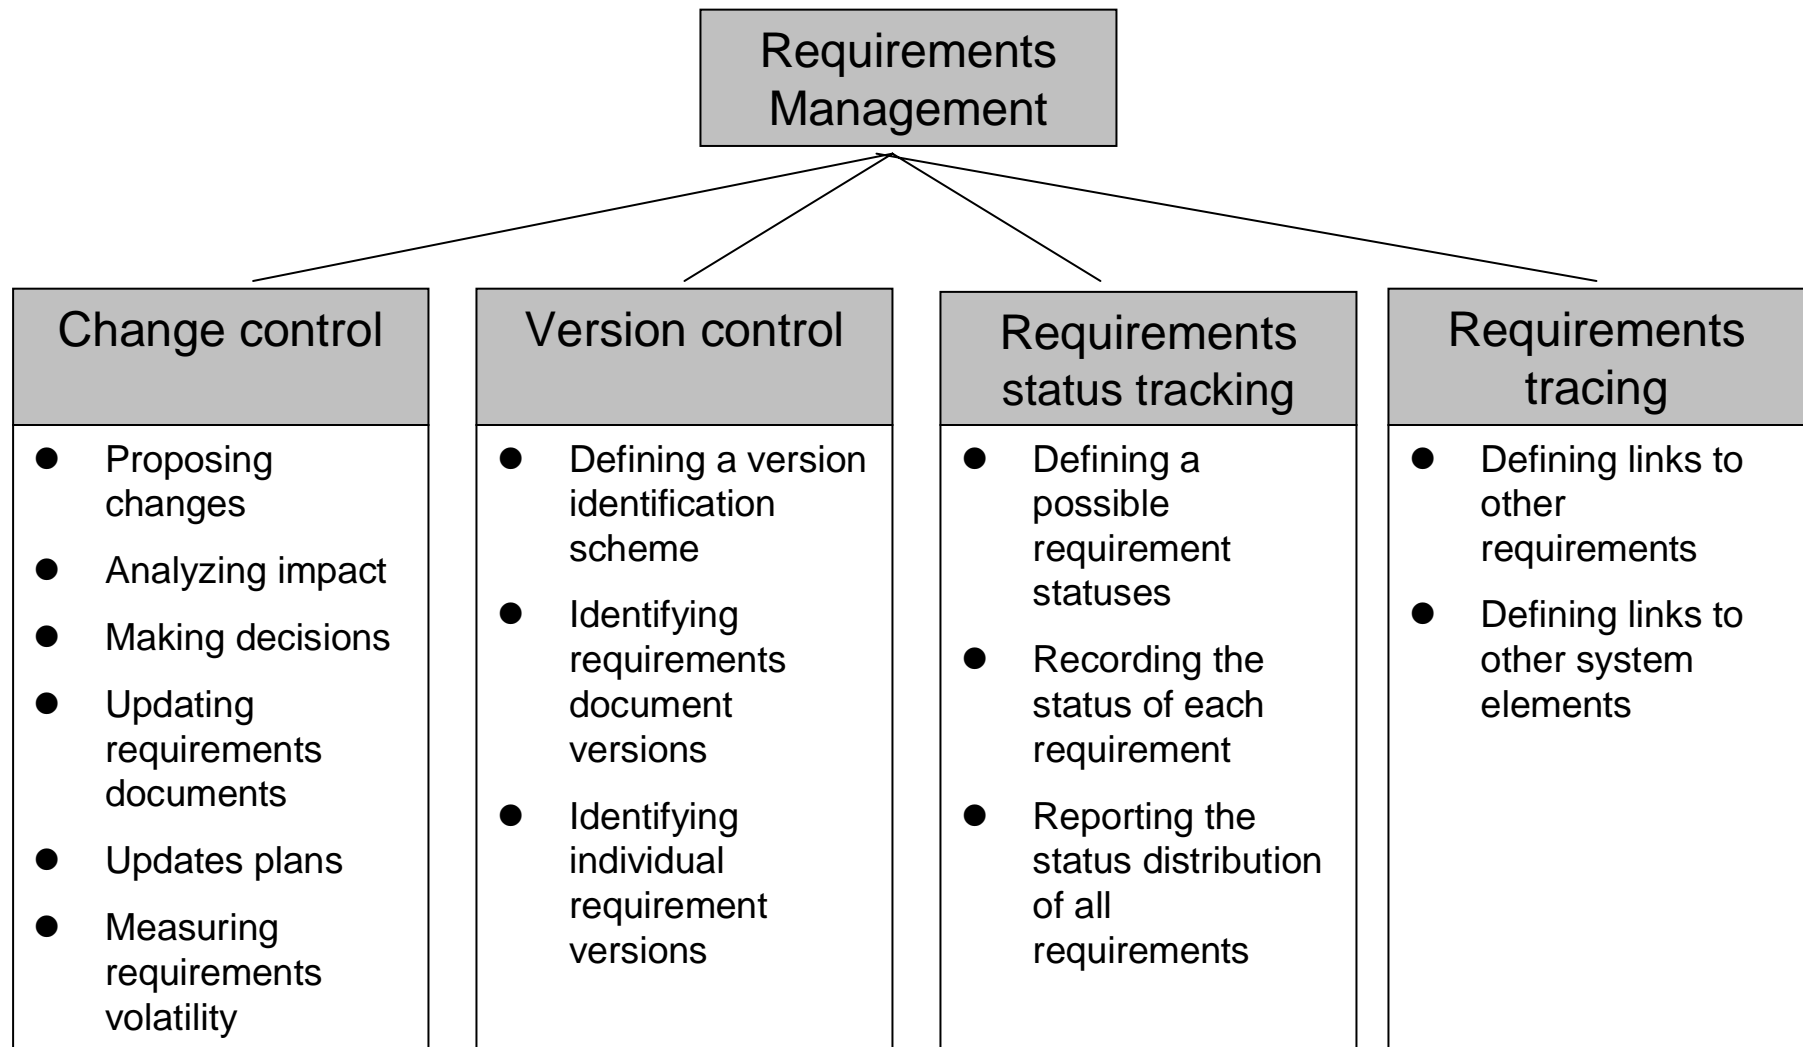 Requirements
Management
Change control
● Proposing
changes
● Analyzing impact
● Making decisions
● Updating
requirements
documents
● Updates plans
● Measuring
requirements
volatility
Version control
● Defining a version
identification
scheme
● Identifying
requirements
document
versions
● Identifying
individual
requirement
versions
Requirements
status tracking
● Defining a
possible
requirement
statuses
● Recording the
status of each
requirement
● Reporting the
status distribution
of all
requirements
Requirements
tracing
● Defining links to
other
requirements
● Defining links to
other system
elements